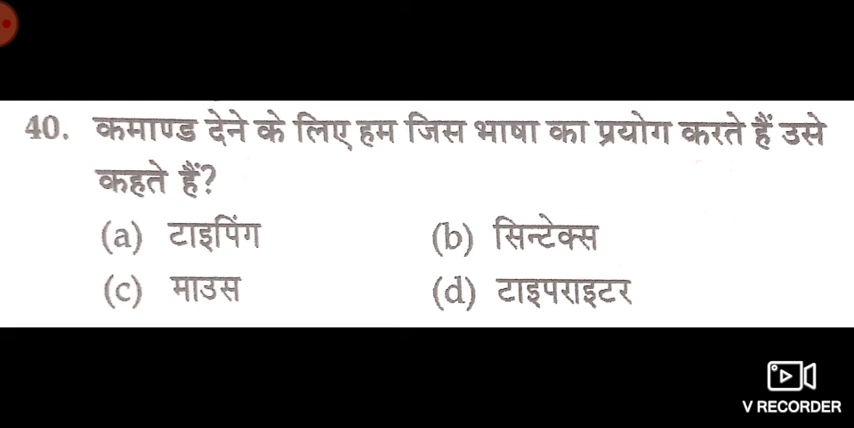 40. कमाण्ड देने के लिए हम जिस भाषा का प्रयोग करते हैं उसे
कहते हैं?
(a) टाइपिंग (b) सिन्टेक्स
(c) माउस (d) टाइपराइटर
V RECORDER